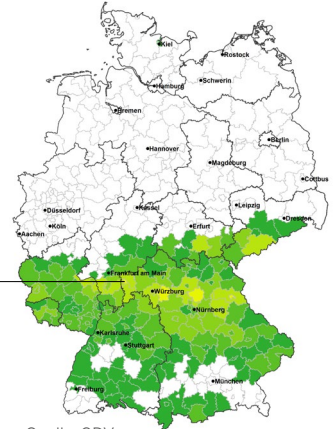 Kiel
Rostock
Schwerin
Hamburg
Bremen
Berlin
Hannover
Magdeburg
Cottbus
Düsseldorf
Kassel
Leipzig
Köln
Erfurt
Dresden
Aachen
Frankfurt am Main
Würzburg
Nürnberg
Karlsruhe
Stuttgart
München
Freiburg